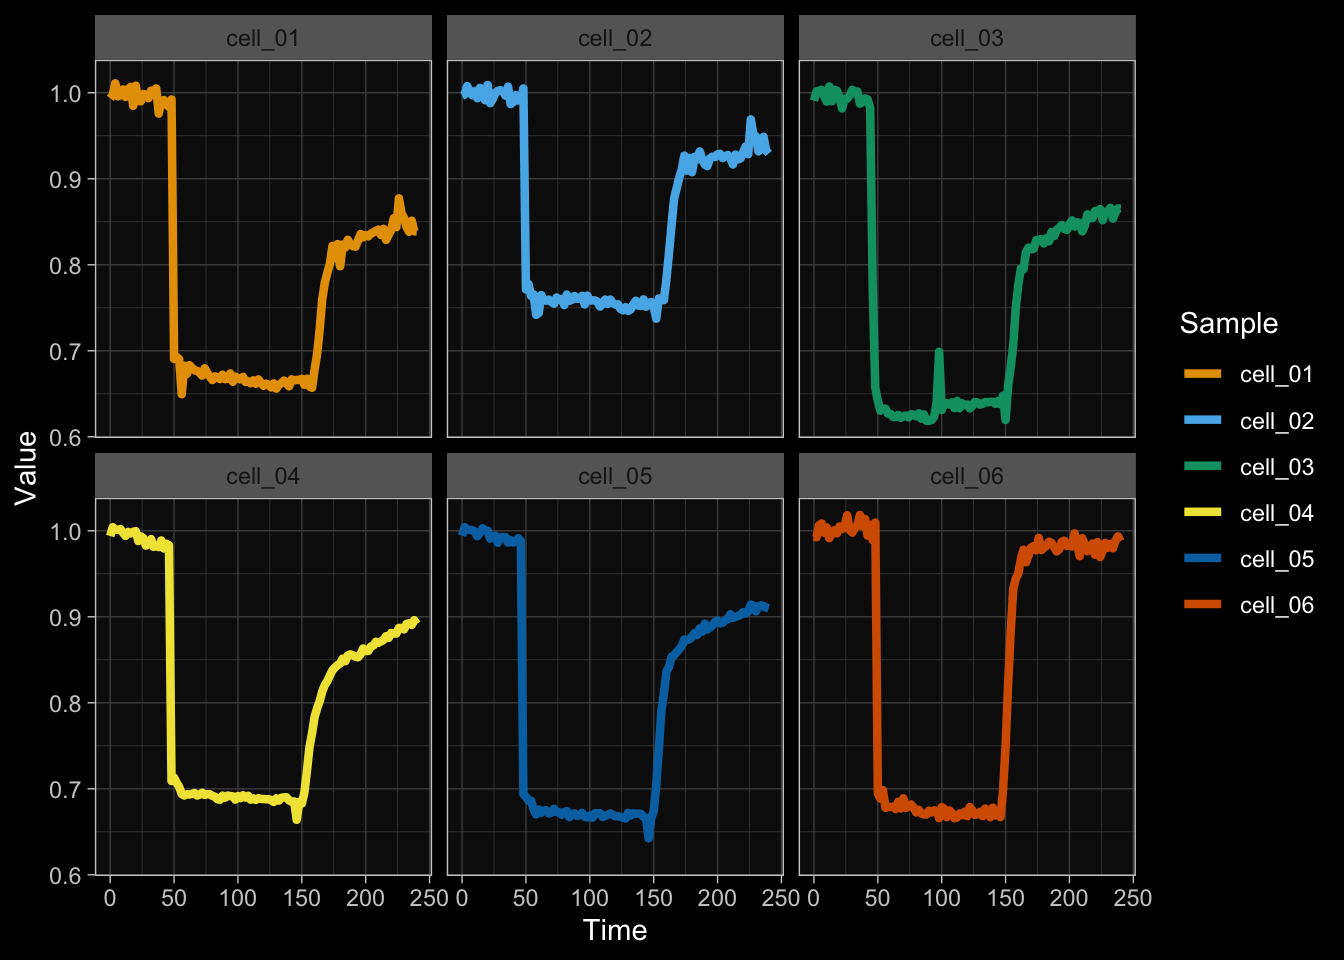 cell_01 cell_02 cell_03
1.0
0.9
0.8
0.7
0.6
Value
cell_04 cell_05 cell_06
1.0
0.9
0.8
0.7
0.6
0 50 100 150 200 250 0 50 100 150 200 250 0 50 100 150 200 250
Time
Sample
cell_01
cell_02
cell_03
cell_04
cell_05
cell_06